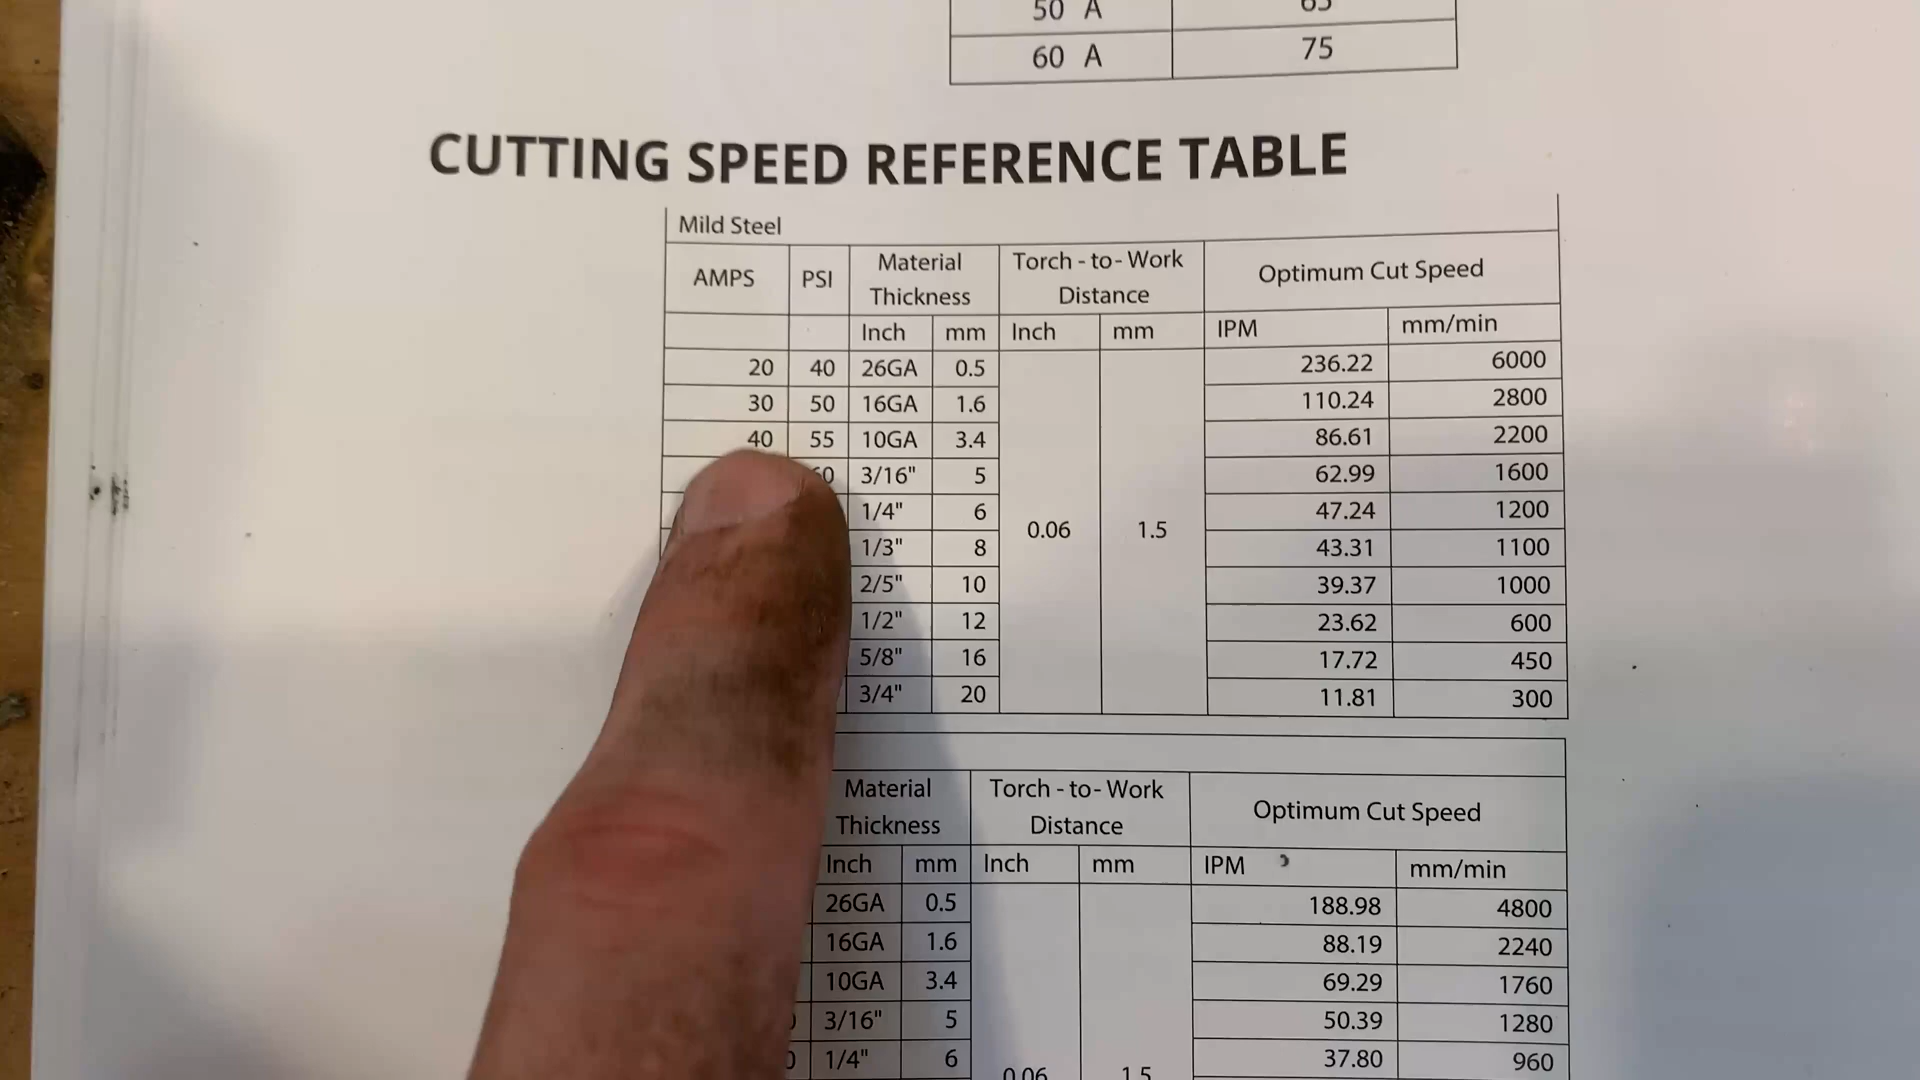 50 A
60 A 75
CUTTING SPEED REFERENCE TABLE
Mild Steel
AMPS PSI Material Thickness Torch - to - Work Distance Optimum Cut Speed
Inch mm Inch mm IPM mm/min
20 40 26GA 0.5 236.22 6000
30 50 16GA 1.6 110.24 2800
40 55 10GA 3.4 86.61 2200
3/16" 5 62.99 1600
1/4" 6 47.24 1200
0.06 1.5
1/3" 8 43.31 1100
2/5" 10 39.37 1000
1/2" 12 23.62 600
5/8" 16 17.72 450
3/4" 20 11.81 300
Material Thickness Torch - to - Work Distance Optimum Cut Speed
Inch mm Inch mm IPM mm/min
26GA 0.5 188.98 4800
16GA 1.6 88.19 2240
10GA 3.4 69.29 1760
3/16" 5 50.39 1280
1/4" 6 37.80 960
0.06 1.5